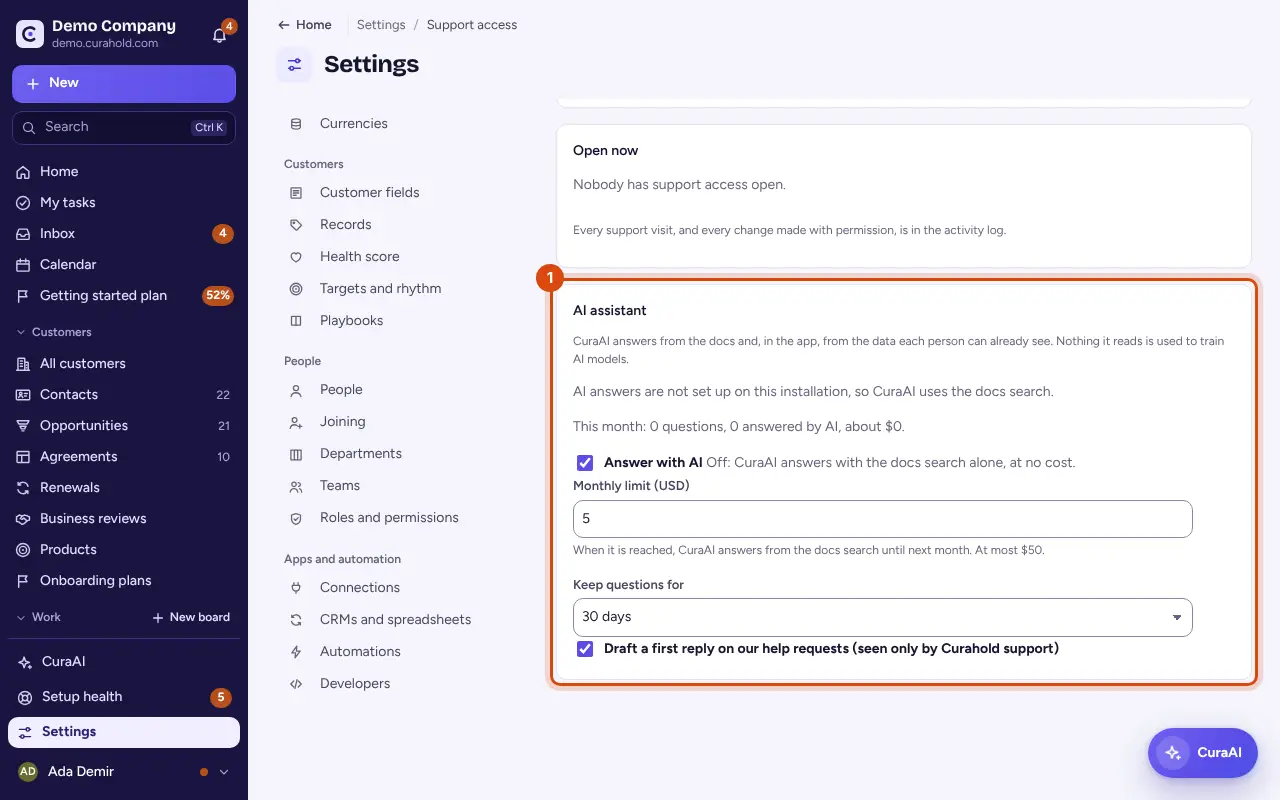 Demo Company
demo.curahold.com
4
New
Search
Ctrl K
Home
My tasks
Inbox
4
Calendar
Getting started plan
52%
Customers
All customers
Contacts
22
Opportunities
21
Agreements
10
Renewals
Business reviews
Products
Onboarding plans
Work
New board
CuraAI
Setup health
5
Settings
AD
Ada Demir
Home
Settings / Support access
Settings
Currencies
Customers
Customer fields
Records
Health score
Targets and rhythm
Playbooks
People
People
Joining
Departments
Teams
Roles and permissions
Apps and automation
Connections
CRMs and spreadsheets
Automations
Developers
Open now
Nobody has support access open.
Every support visit, and every change made with permission, is in the activity log.
1
AI assistant
CuraAI answers from the docs and, in the app, from the data each person can already see. Nothing it reads is used to train
AI models.
AI answers are not set up on this installation, so CuraAI uses the docs search.
This month: 0 questions, 0 answered by AI, about $0.
Answer with AI Off: CuraAI answers with the docs search alone, at no cost.
Monthly limit (USD)
5
When it is reached, CuraAI answers from the docs search until next month. At most $50.
Keep questions for
30 days
Draft a first reply on our help requests (seen only by Curahold support)
CuraAI